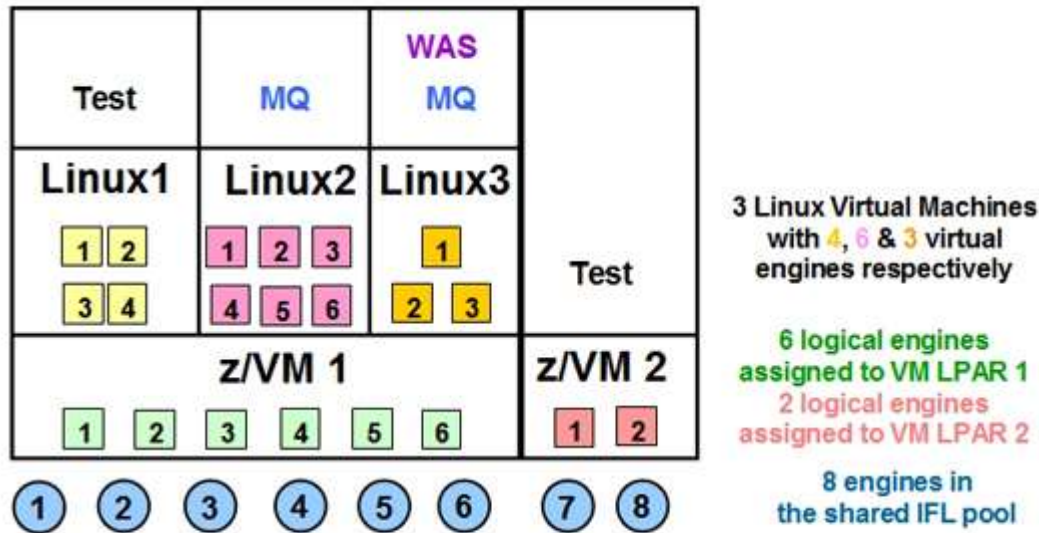 WAS
Test MQ MQ
Linux1 Linux2 Linux3
1 2 1 2 3 1
3 4 4 5 6 2 3
Test
z/VM 1 z/VM 2
1 2 3 4 5 6 1 2
1 2 3 4 5 6 7 8
3 Linux Virtual Machines
with 4, 6 & 3 virtual
engines respectively
6 logical engines
assigned to VM LPAR 1
2 logical engines
assigned to VM LPAR 2
8 engines in
the shared IFL pool